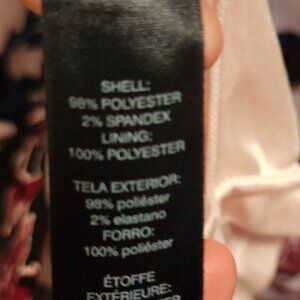 SHELL:
98% POLYESTER
2% SPANDEX
LINING:
100% POLYESTER
TELA EXTERIOR:
98% poliéster
2% elastano
FORRO:
100% poliéster
ÉTOFFE
EXTÉRIEURE: